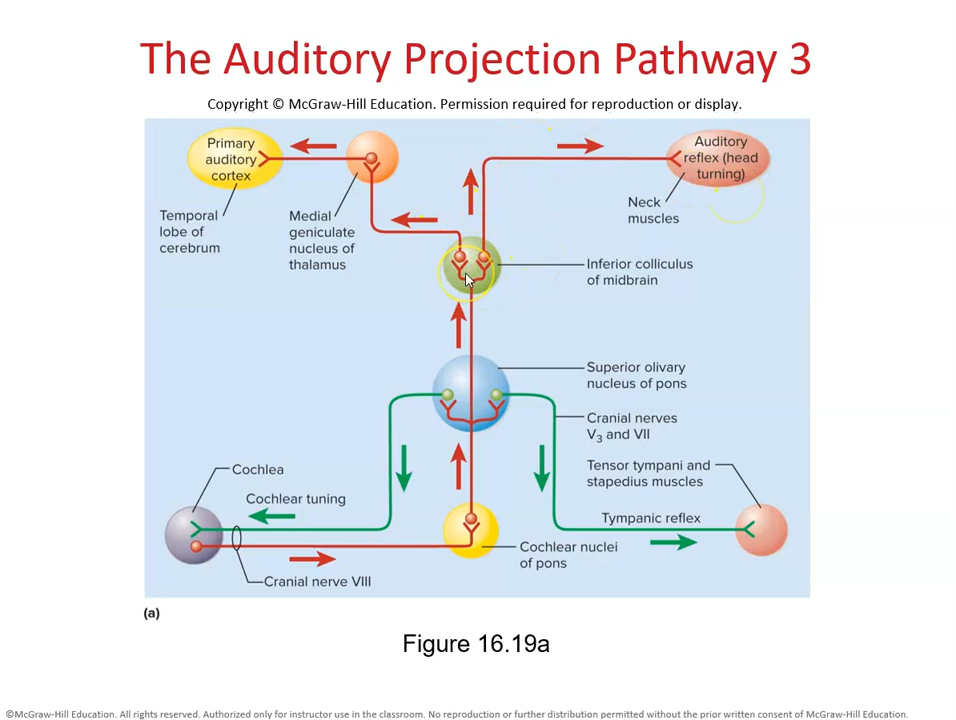 The Auditory Projection Pathway 3
Copyright © McGraw-Hill Education. Permission required for reproduction or display.
Primary
auditory
cortex
Auditory
reflex (head
turning)
Temporal
lobe of
cerebrum
Medial
geniculate
nucleus of
thalamus
Neck
muscles
Inferior colliculus
of midbrain
Superior olivary
nucleus of pons
Cranial nerves
V₃ and VII
Cochlea
Tensor tympani and
stapedius muscles
Cochlear tuning
Tympanic reflex
Cochlear nuclei
of pons
Cranial nerve VIII
(a)
Figure 16.19a
©McGraw-Hill Education. All rights reserved. Authorized only for instructor use in the classroom. No reproduction or further distribution permitted without the prior written consent of McGraw-Hill Education.